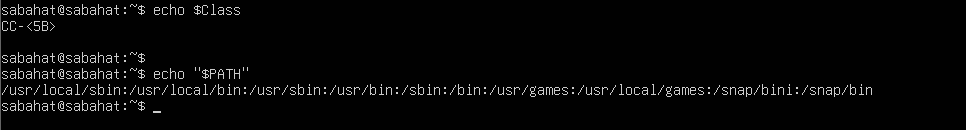 sabahat@sabahat:~$ echo $Class
CC-<5B>
sabahat@sabahat:~$
sabahat@sabahat:~$ echo "$PATH"
/usr/local/sbin:/usr/local/bin:/usr/sbin:/usr/bin:/sbin:/bin:/usr/games:/usr/local/games:/snap/bini:/snap/bin
sabahat@sabahat:~$ _